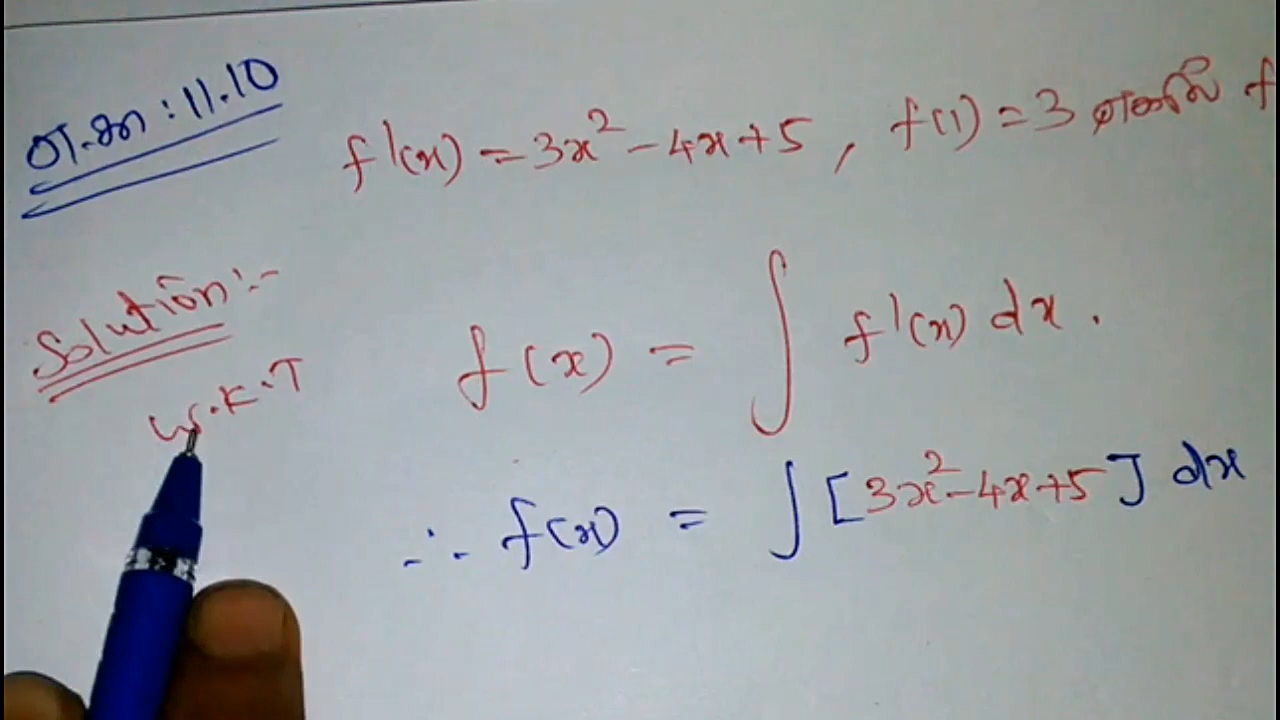 எ.கா : 11.10
f'(x) = 3x² - 4x + 5 , f(1) = 3 எனில் f
Solution :-
W.K.T f(x) = ∫ f'(x) dx .
∴ f(x) = ∫ [3x² - 4x + 5] dx